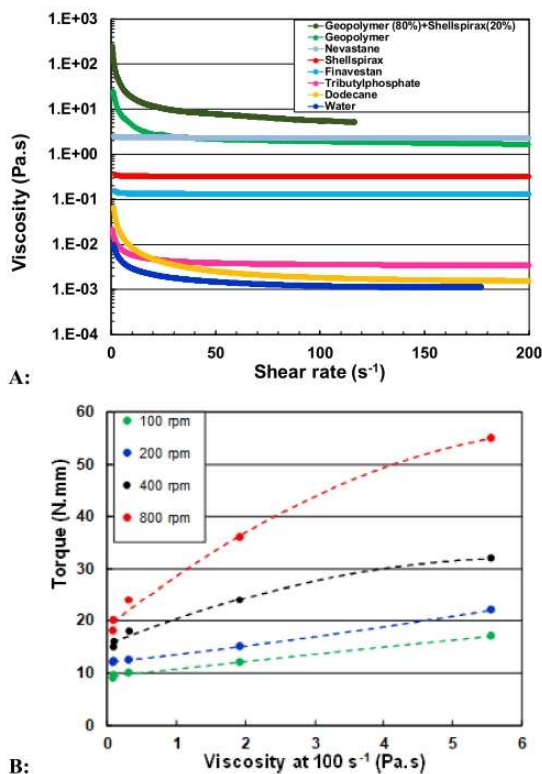 1.E+03
1.E+02
1.E+01
1.E+00
1.E-01
1.E-02
1.E-03
1.E-04
Viscosity (Pa.s)
Geopolymer (80%)+Shellspirax(20%)
Geopolymer
Nevastane
Shellspirax
Finavestan
Tributylphosphate
Dodecane
Water
0 50 100 150 200
Shear rate (s⁻¹)
A:
60
50
40
30
20
10
0
Torque (N.mm)
100 rpm
200 rpm
400 rpm
800 rpm
0 1 2 3 4 5 6
Viscosity at 100 s⁻¹ (Pa.s)
B: